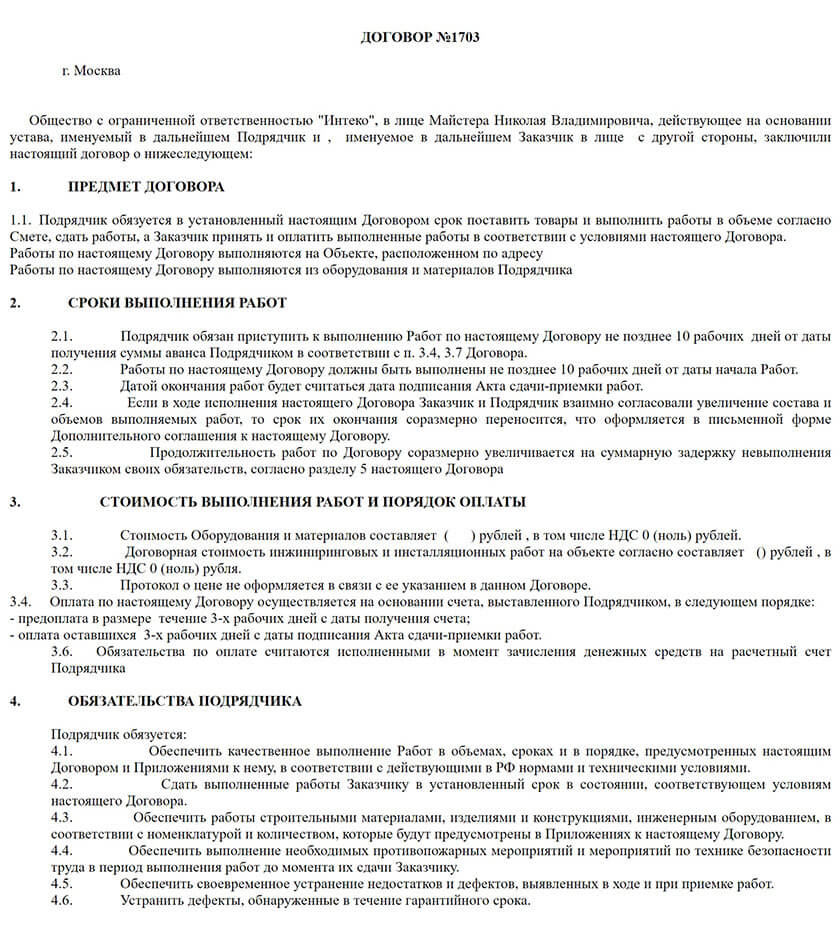 ДОГОВОР №1703
г. Москва
Общество с ограниченной ответственностью "Интеко", в лице Майстера Николая Владимировича, действующее на основании
устава, именуемый в дальнейшем Подрядчик и , именуемое в дальнейшем Заказчик в лице с другой стороны, заключили
настоящий договор о нижеследующем:
1. ПРЕДМЕТ ДОГОВОРА
1.1. Подрядчик обязуется в установленный настоящим Договором срок поставить товары и выполнить работы в объеме согласно
Смете, сдать работы, а Заказчик принять и оплатить выполненные работы в соответствии с условиями настоящего Договора.
Работы по настоящему Договору выполняются на Объекте, расположенном по адресу
Работы по настоящему Договору выполняются из оборудования и материалов Подрядчика
2. СРОКИ ВЫПОЛНЕНИЯ РАБОТ
2.1. Подрядчик обязан приступить к выполнению Работ по настоящему Договору не позднее 10 рабочих дней от даты
получения суммы аванса Подрядчиком в соответствии с п. 3.4, 3.7 Договора.
2.2. Работы по настоящему Договору должны быть выполнены не позднее 10 рабочих дней от даты начала Работ.
2.3. Датой окончания работ будет считаться дата подписания Акта сдачи-приемки работ.
2.4. Если в ходе исполнения настоящего Договора Заказчик и Подрядчик взаимно согласовали увеличение состава и
объемов выполняемых работ, то срок их окончания соразмерно переносится, что оформляется в письменной форме
Дополнительного соглашения к настоящему Договору.
2.5. Продолжительность работ по Договору соразмерно увеличивается на суммарную задержку невыполнения
Заказчиком своих обязательств, согласно разделу 5 настоящего Договора
3. СТОИМОСТЬ ВЫПОЛНЕНИЯ РАБОТ И ПОРЯДОК ОПЛАТЫ
3.1. Стоимость Оборудования и материалов составляет ( ) рублей , в том числе НДС 0 (ноль) рублей.
3.2. Договорная стоимость инжиниринговых и инсталляционных работ на объекте согласно составляет () рублей , в
том числе НДС 0 (ноль) рубля.
3.3. Протокол о цене не оформляется в связи с ее указанием в данном Договоре.
3.4. Оплата по настоящему Договору осуществляется на основании счета, выставленного Подрядчиком, в следующем порядке:
- предоплата в размере течение 3-х рабочих дней с даты получения счета;
- оплата оставшихся 3-х рабочих дней с даты подписания Акта сдачи-приемки работ.
3.6. Обязательства по оплате считаются исполненными в момент зачисления денежных средств на расчетный счет
Подрядчика
4. ОБЯЗАТЕЛЬСТВА ПОДРЯДЧИКА
Подрядчик обязуется:
4.1. Обеспечить качественное выполнение Работ в объемах, сроках и в порядке, предусмотренных настоящим
Договором и Приложениями к нему, в соответствии с действующими в РФ нормами и техническими условиями.
4.2. Сдать выполненные работы Заказчику в установленный срок в состоянии, соответствующем условиям
настоящего Договора.
4.3. Обеспечить работы строительными материалами, изделиями и конструкциями, инженерным оборудованием, в
соответствии с номенклатурой и количеством, которые будут предусмотрены в Приложениях к настоящему Договору.
4.4. Обеспечить выполнение необходимых противопожарных мероприятий и мероприятий по технике безопасности
труда в период выполнения работ до момента их сдачи Заказчику.
4.5. Обеспечить своевременное устранение недостатков и дефектов, выявленных в ходе и при приемке работ.
4.6. Устранить дефекты, обнаруженные в течение гарантийного срока.